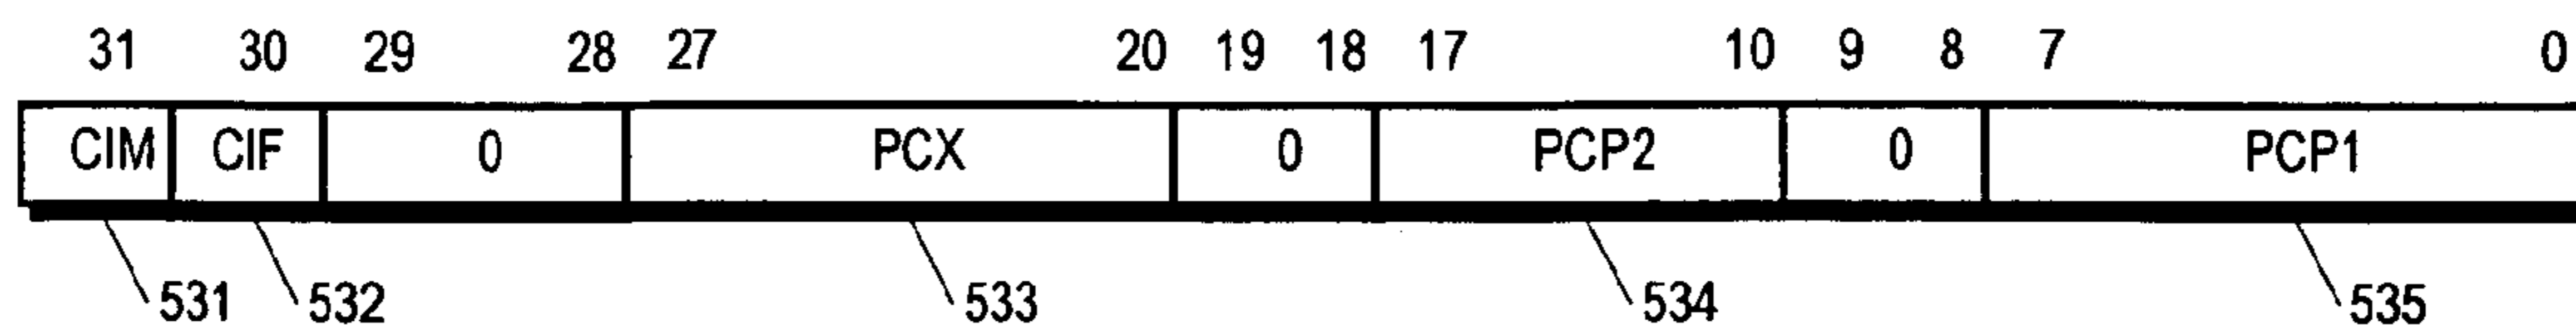 31 30 29 28 27 20 19 18 17 10 9 8 7 0
CIM CIF 0 PCX 0 PCP2 0 PCP1
531 532 533 534 535